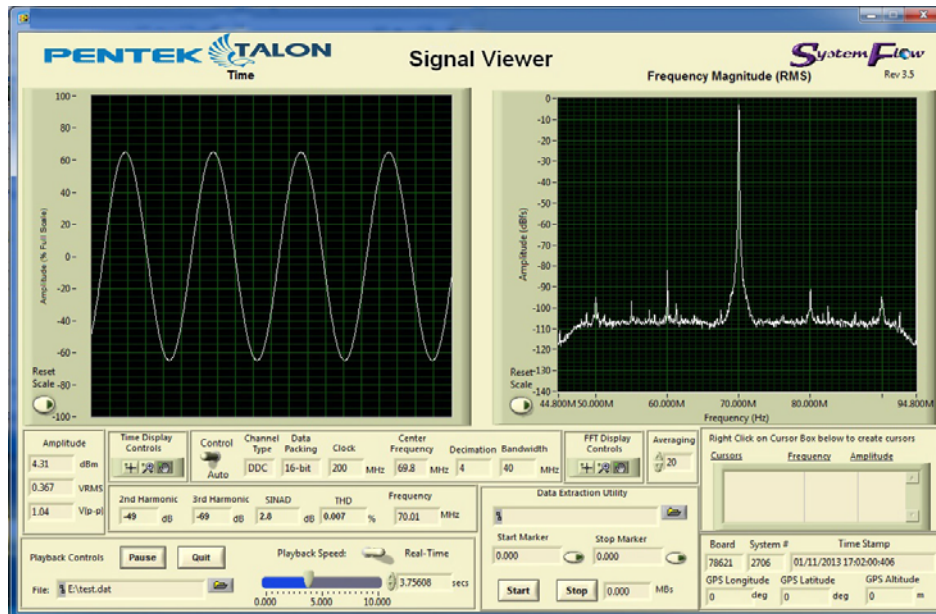 PENTEK TALON
Signal Viewer
SystemFlow
Rev 3.5
Time
Frequency Magnitude (RMS)
Amplitude (% Full Scale)
100
80
60
40
20
0
-20
-40
-60
-80
-100
Reset
Scale
Amplitude (dBfs)
0
-10
-20
-30
-40
-50
-60
-70
-80
-90
-100
-110
-120
-130
-140
Reset
Scale
44.800M 50.000M 60.000M 70.000M 80.000M 94.800M
Frequency (Hz)
Amplitude
4.31 dBm
0.367 VRMS
1.04 V(p-p)
Time Display
Controls
Control
Auto
Channel Type
DDC
Data Packing
16-bit
Clock
200 MHz
Center Frequency
69.8 MHz
Decimation
4
Bandwidth
40 MHz
FFT Display
Controls
Averaging
20
Right Click on Cursor Box below to create cursors
Cursors Frequency Amplitude
2nd Harmonic
-49 dB
3rd Harmonic
-69 dB
SINAD
2.8 dB
THD
0.007 %
Frequency
70.01 MHz
Data Extraction Utility
Start Marker
0.000
Stop Marker
0.000
Start
Stop
0.000 MBs
Playback Controls
Pause
Quit
File: E:\test.dat
Playback Speed:
Real-Time
0.000 5.000 10.000
3.75608 secs
Board System # Time Stamp
78621 2706 01/11/2013 17:02:00:406
GPS Longitude GPS Latitude GPS Altitude
0 deg 0 deg 0 m